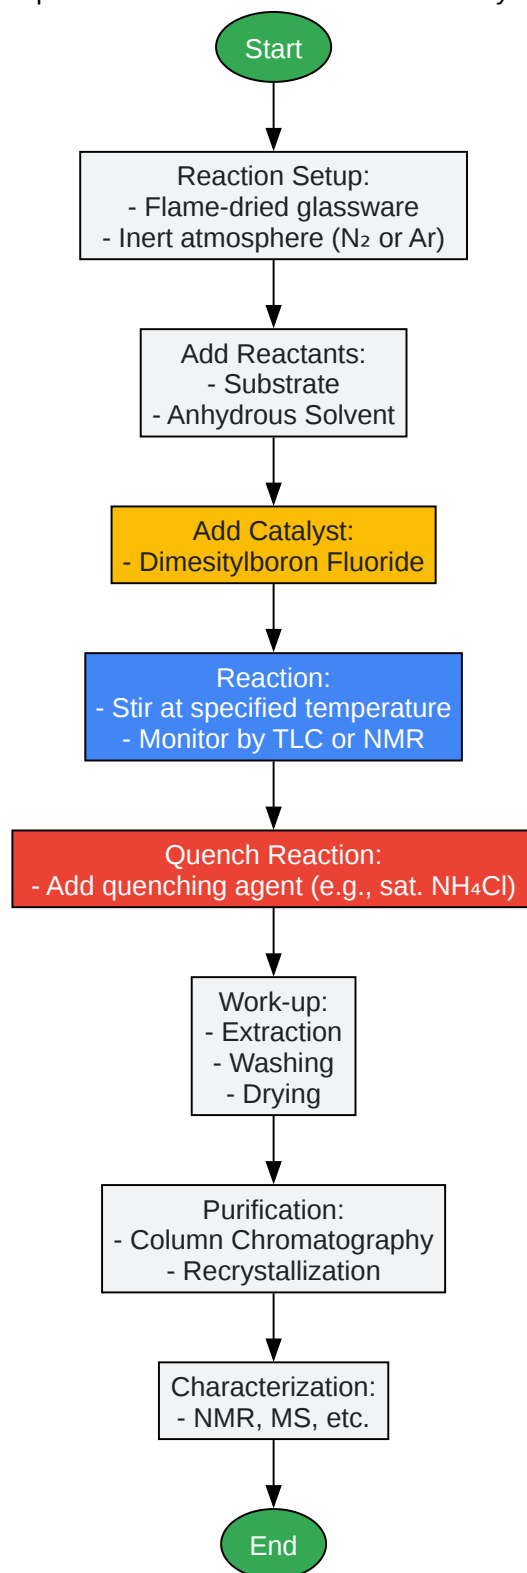 Start
Reaction Setup:
- Flame-dried glassware
- Inert atmosphere (N₂ or Ar)
Add Reactants:
- Substrate
- Anhydrous Solvent
Add Catalyst:
- Dimesitylboron Fluoride
Reaction:
- Stir at specified temperature
- Monitor by TLC or NMR
Quench Reaction:
- Add quenching agent (e.g., sat. NH₄Cl)
Work-up:
- Extraction
- Washing
- Drying
Purification:
- Column Chromatography
- Recrystallization
Characterization:
- NMR, MS, etc.
End